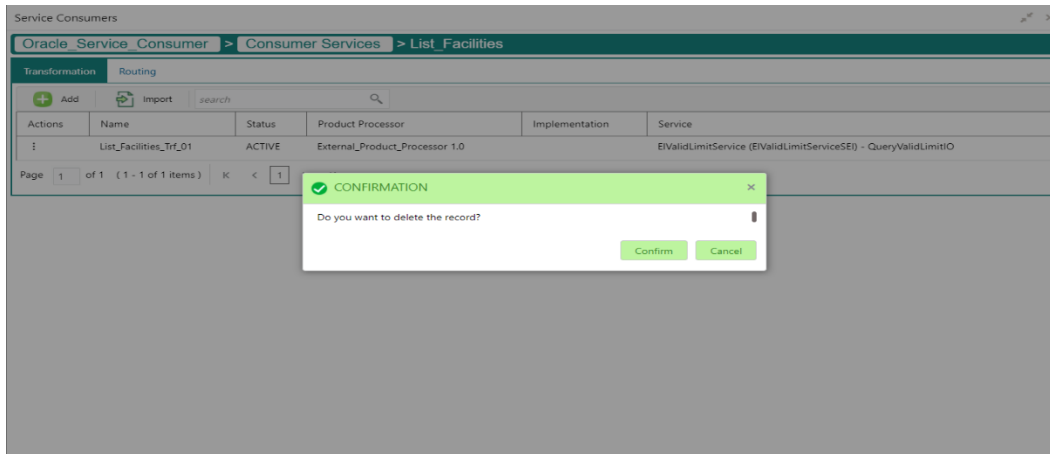 Service Consumers
Oracle_Service_Consumer > Consumer Services > List_Facilities
Transformation Routing
Add Import search
Actions Name Status Product Processor Implementation Service
List_Facilities_Trf_01 ACTIVE External_Product_Processor 1.0 EIValidLimitService (EIValidLimitServiceSEI) - QueryValidLimitIO
Page 1 of 1 (1 - 1 of 1 items) K < 1
CONFIRMATION ×
Do you want to delete the record?
Confirm Cancel